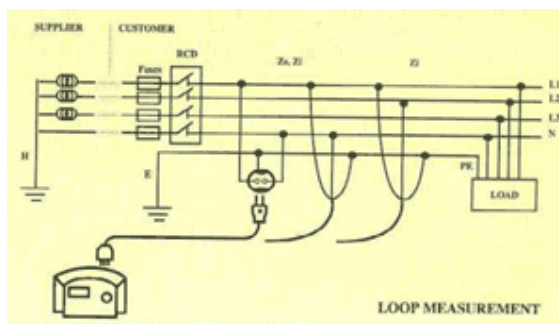 SUPPLIER
CUSTOMER
RCD
Fuses
Zs, Zi
Zi
L1
L2
L3
N
H
E
PE
LOAD
LOOP MEASUREMENT